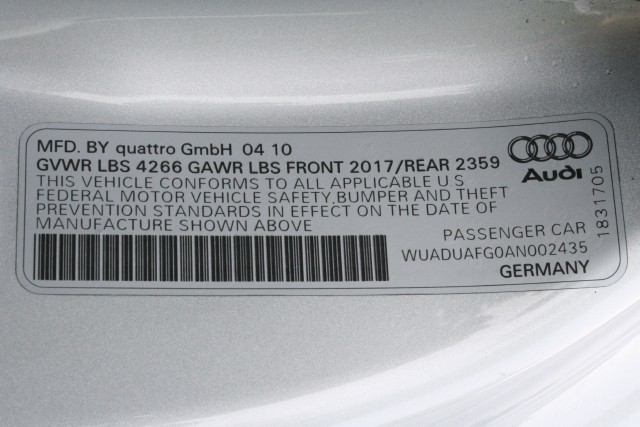 MFD. BY quattro GmbH 04 10
GVWR LBS 4266 GAWR LBS FRONT 2017/REAR 2359
THIS VEHICLE CONFORMS TO ALL APPLICABLE U S
FEDERAL MOTOR VEHICLE SAFETY,BUMPER AND THEFT
PREVENTION STANDARDS IN EFFECT ON THE DATE OF
MANUFACTURE SHOWN ABOVE
Audi
PASSENGER CAR
WUADUAFG0AN002435
GERMANY
1831705